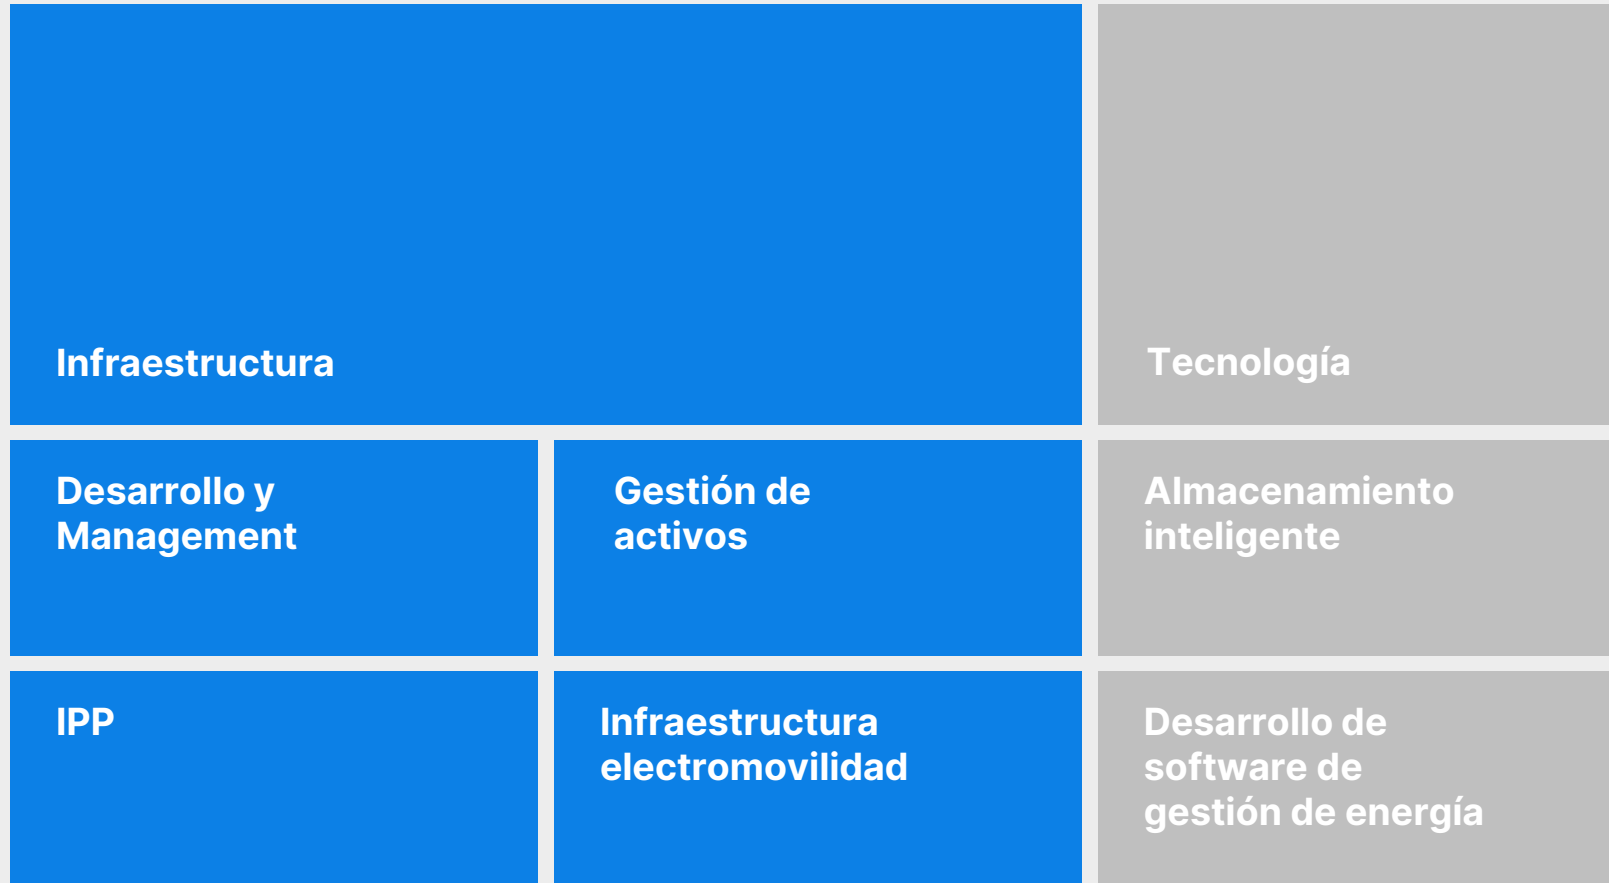 Infraestructura
Tecnología
Desarrollo y
Management
Gestión de
activos
Almacenamiento
inteligente
IPP
Infraestructura
electromovilidad
Desarrollo de
software de
gestión de energía